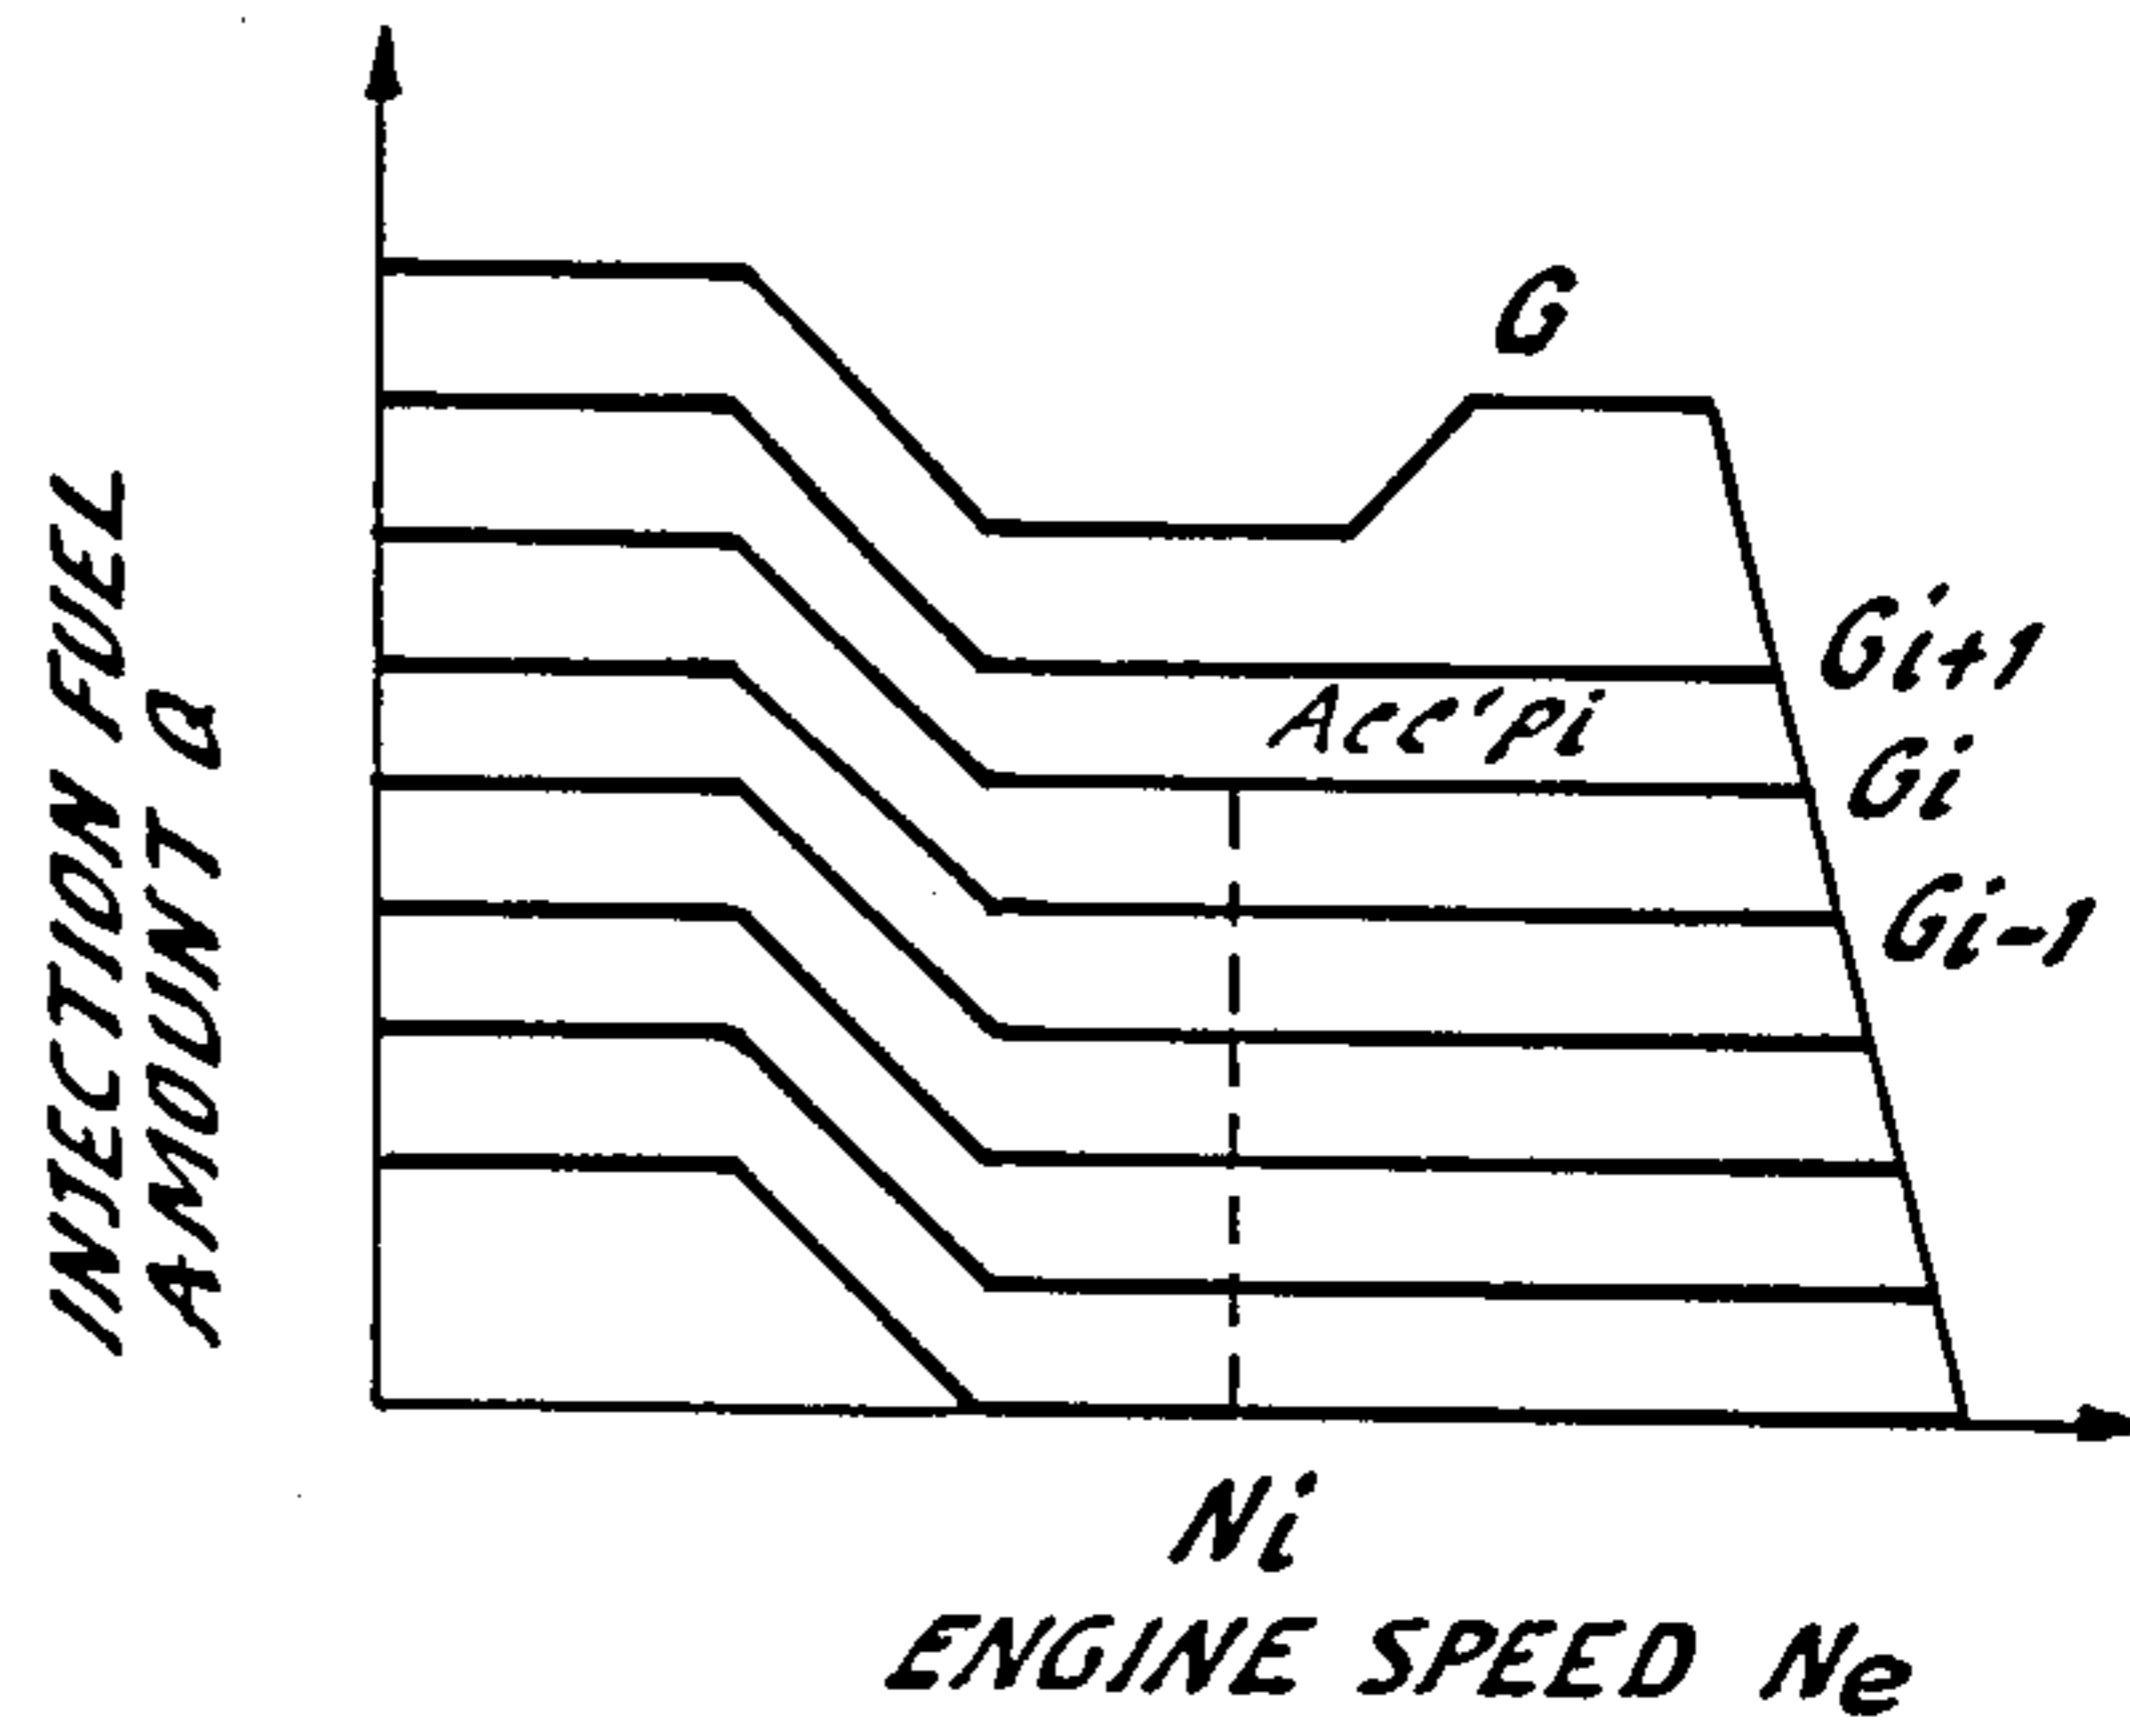 INJECTION FUEL
AMOUNT Q
G
Gi+1
Acc'pi
Gi
Gi-1
Ni
ENGINE SPEED Ne